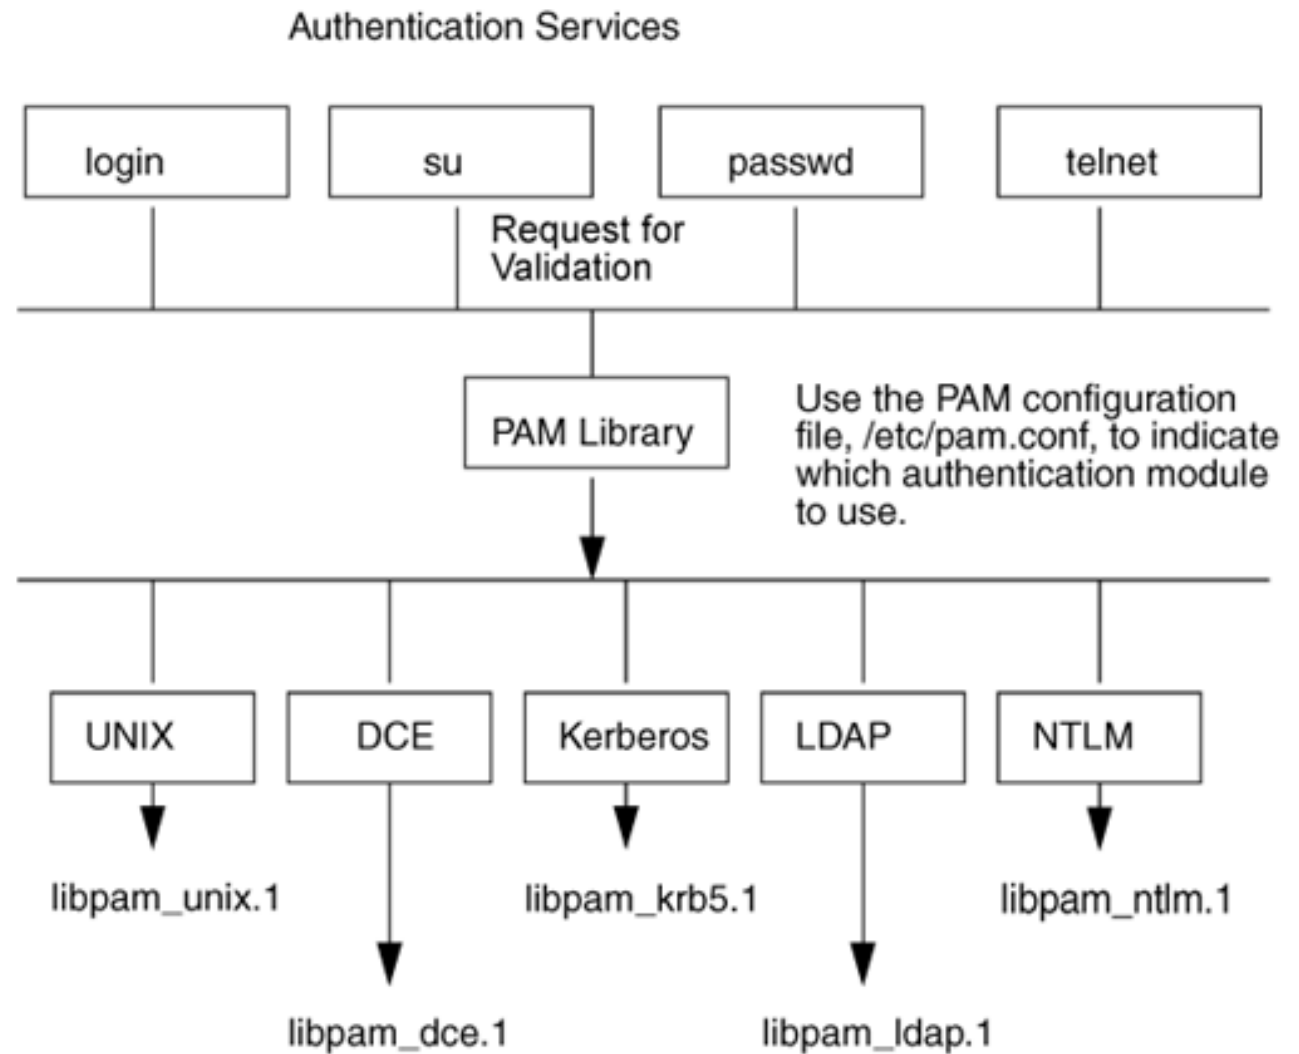 Authentication Services
login
su
passwd
telnet
Request for
Validation
PAM Library
Use the PAM configuration
file, /etc/pam.conf, to indicate
which authentication module
to use.
UNIX
DCE
Kerberos
LDAP
NTLM
libpam_unix.1
libpam_krb5.1
libpam_ntlm.1
libpam_dce.1
libpam_ldap.1